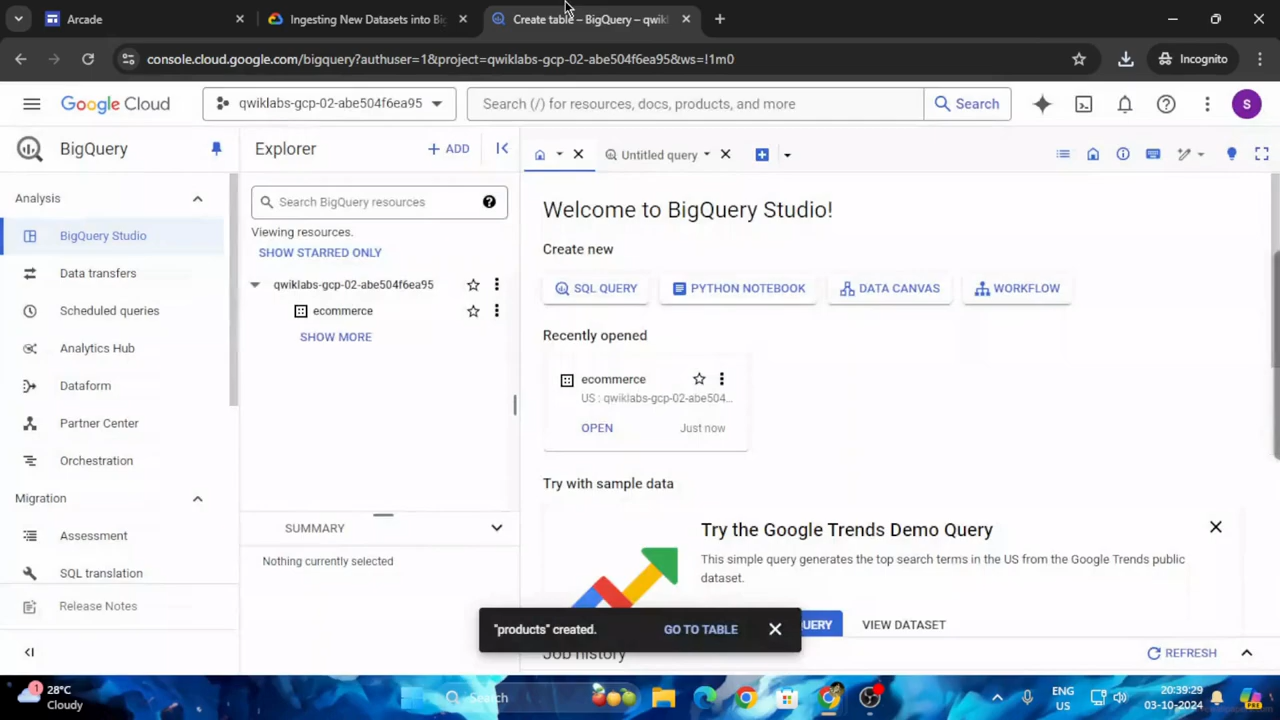 Arcade
Ingesting New Datasets into Bi
Create table – BigQuery – qwikl
console.cloud.google.com/bigquery?authuser=1&project=qwiklabs-gcp-02-abe504f6ea95&ws=!1m0
Incognito
Google Cloud
qwiklabs-gcp-02-abe504f6ea95
Search (/) for resources, docs, products, and more
Search
S
BigQuery
Explorer
+ ADD
Untitled query
Analysis
BigQuery Studio
Data transfers
Scheduled queries
Analytics Hub
Dataform
Partner Center
Orchestration
Migration
Assessment
SQL translation
Release Notes
Search BigQuery resources
Viewing resources.
SHOW STARRED ONLY
qwiklabs-gcp-02-abe504f6ea95
ecommerce
SHOW MORE
SUMMARY
Nothing currently selected
Welcome to BigQuery Studio!
Create new
SQL QUERY
PYTHON NOTEBOOK
DATA CANVAS
WORKFLOW
Recently opened
ecommerce
US : qwiklabs-gcp-02-abe504...
OPEN
Just now
Try with sample data
Try the Google Trends Demo Query
This simple query generates the top search terms in the US from the Google Trends public
dataset.
"products" created.
GO TO TABLE
UERY
VIEW DATASET
Job history
REFRESH
1
28°C
Cloudy
Search
ENG
US
20:39:29
03-10-2024
PRE